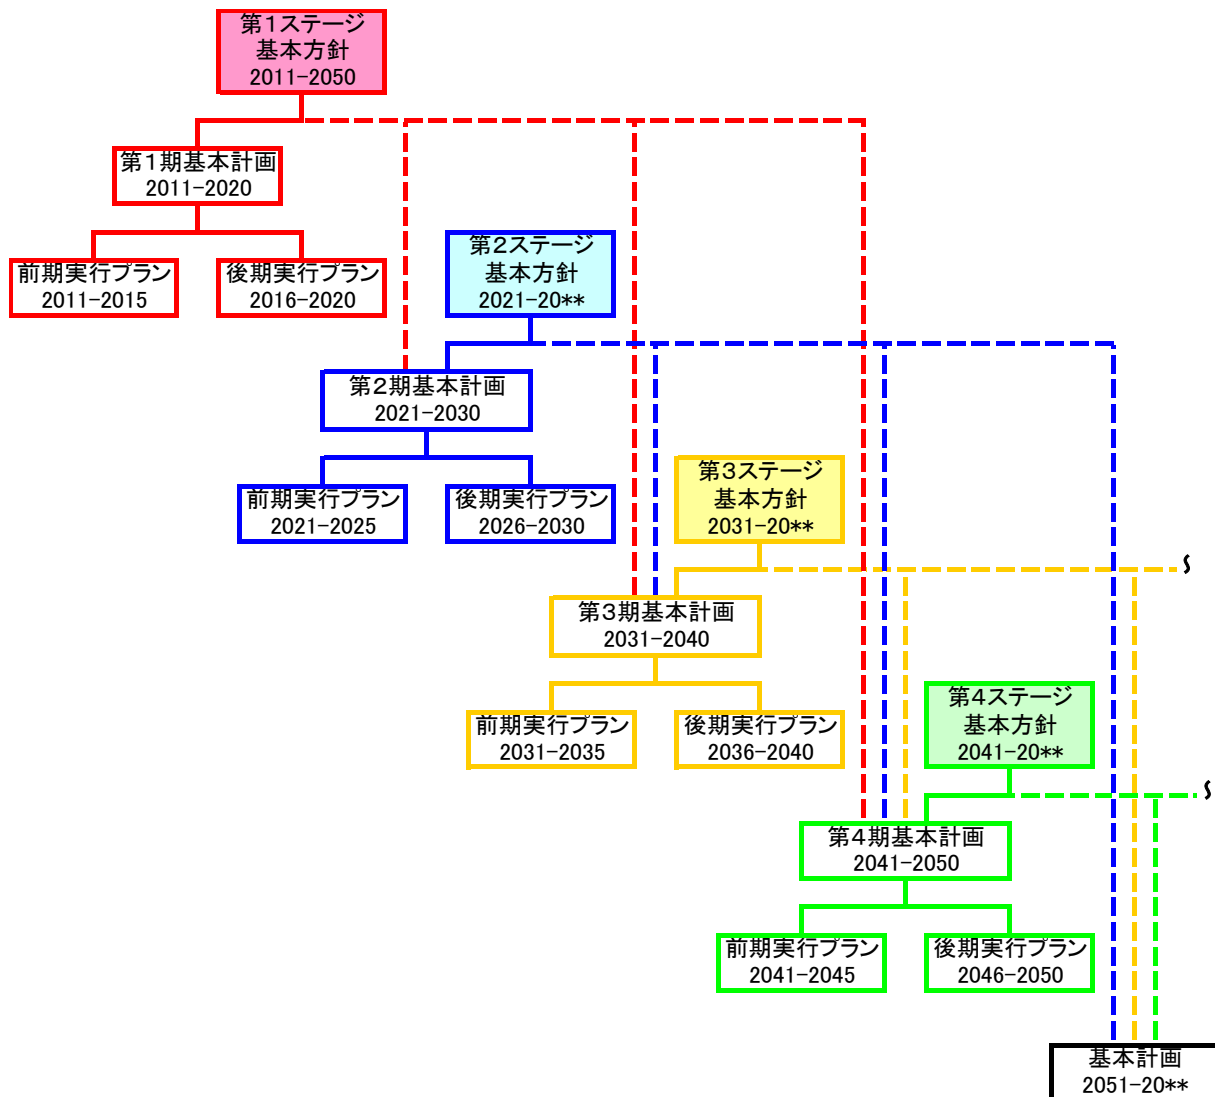 第１ステージ
基本方針
2011-2050
第１期基本計画
2011-2020
前期実行プラン
2011-2015
後期実行プラン
2016-2020
第２ステージ
基本方針
2021-20**
第２期基本計画
2021-2030
前期実行プラン
2021-2025
後期実行プラン
2026-2030
第３ステージ
基本方針
2031-20**
第３期基本計画
2031-2040
前期実行プラン
2031-2035
後期実行プラン
2036-2040
第４ステージ
基本方針
2041-20**
第４期基本計画
2041-2050
前期実行プラン
2041-2045
後期実行プラン
2046-2050
基本計画
2051-20**